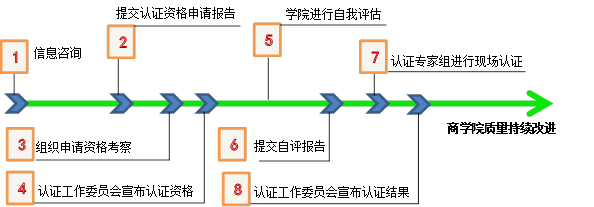 1 信息咨询
2 提交认证资格申请报告
3 组织申请资格考察
4 认证工作委员会宣布认证资格
5 学院进行自我评估
6 提交自评报告
7 认证专家组进行现场认证
8 认证工作委员会宣布认证结果
商学院质量持续改进